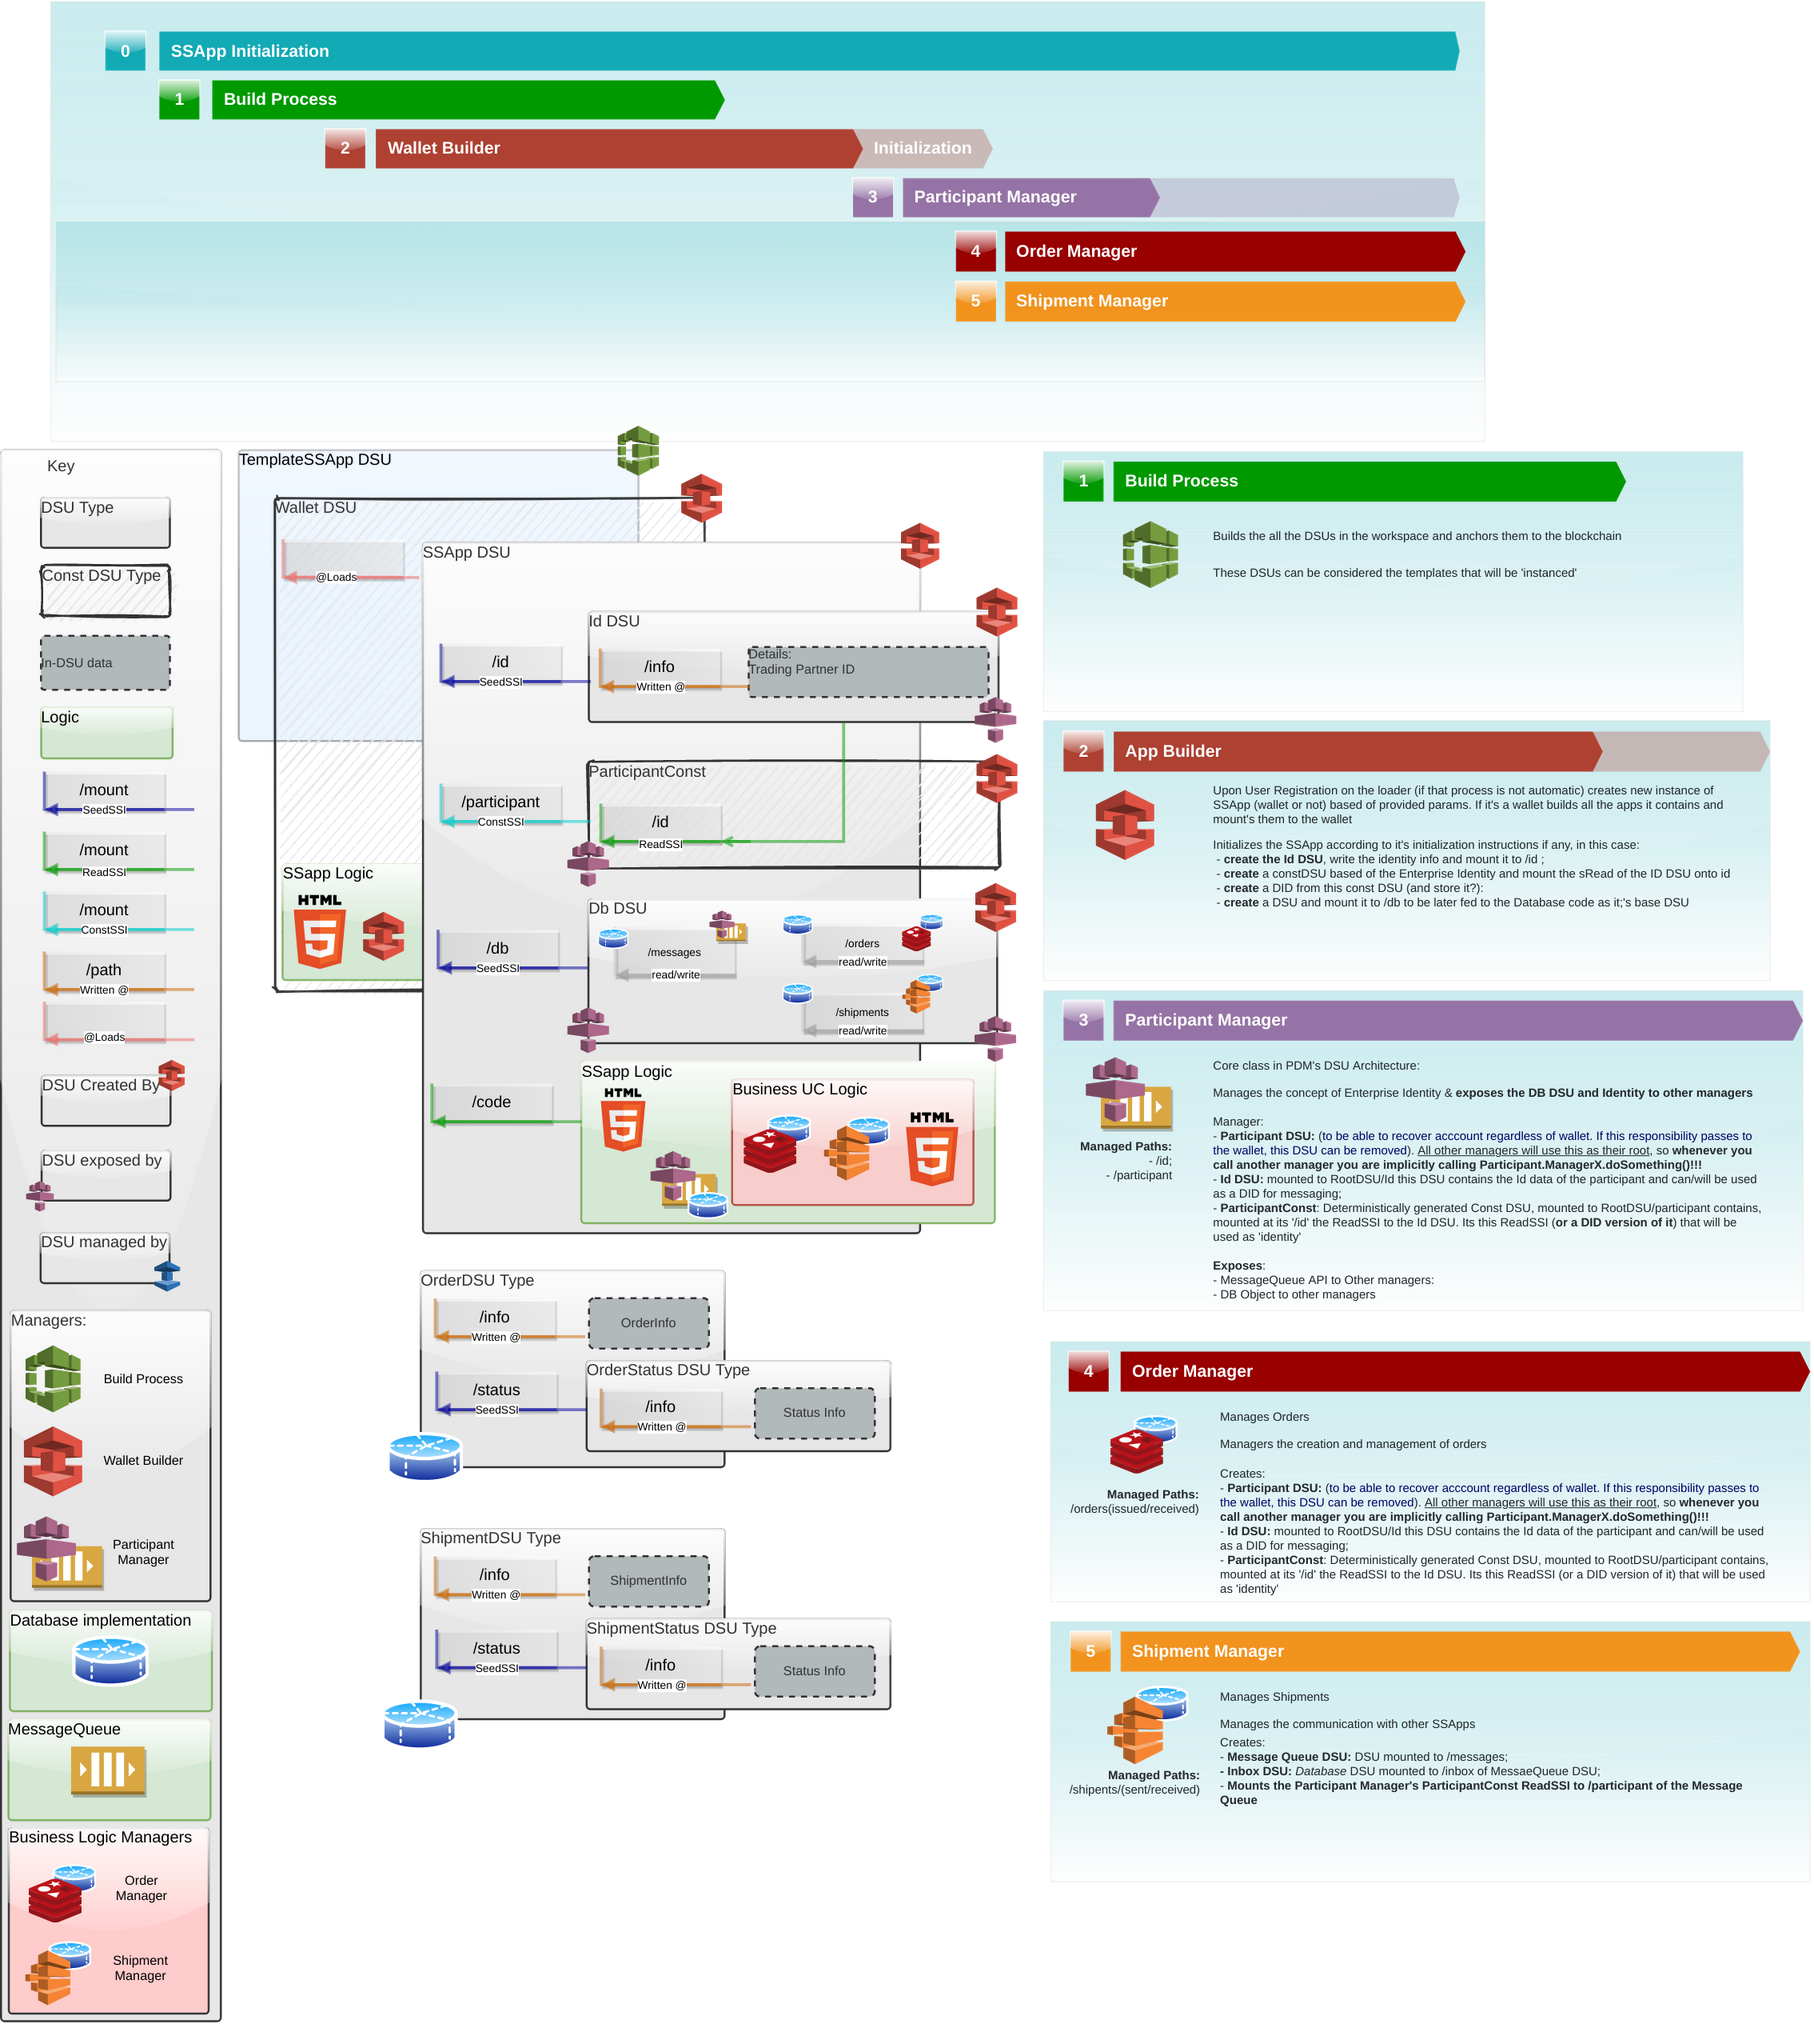 0
SSApp Initialization
1
Build Process
2
Wallet Builder
Initialization
3
Participant Manager
4
Order Manager
5
Shipment Manager
Key
DSU Type
Const DSU Type
In-DSU data
Logic
/mount
SeedSSI
/mount
ReadSSI
/mount
ConstSSI
/path
Written @
@Loads
DSU Created By
DSU exposed by
DSU managed by
Managers:
Build Process
Wallet Builder
Participant
Manager
Database implementation
MessageQueue
Business Logic Managers
Order
Manager
Shipment
Manager
TemplateSSApp DSU
Wallet DSU
@Loads
SSapp Logic
HTML
5
SSApp DSU
/id
SeedSSI
Id DSU
/info
Written @
Details:
Trading Partner ID
/participant
ConstSSI
ParticipantConst
/id
ReadSSI
/db
SeedSSI
Db DSU
/messages
read/write
/orders
read/write
/shipments
read/write
/code
SSapp Logic
HTML
5
Business UC Logic
HTML
5
OrderDSU Type
/info
Written @
OrderInfo
/status
SeedSSI
OrderStatus DSU Type
/info
Written @
Status Info
ShipmentDSU Type
/info
Written @
ShipmentInfo
/status
SeedSSI
ShipmentStatus DSU Type
/info
Written @
Status Info
1
Build Process
Builds the all the DSUs in the workspace and anchors them to the blockchain
These DSUs can be considered the templates that will be 'instanced'
2
App Builder
Upon User Registration on the loader (if that process is not automatic) creates new instance of
SSApp (wallet or not) based of provided params. If it's a wallet builds all the apps it contains and
mount's them to the wallet
Initializes the SSApp according to it's initialization instructions if any, in this case:
- create the Id DSU, write the identity info and mount it to /id ;
- create a constDSU based of the Enterprise Identity and mount the sRead of the ID DSU onto id
- create a DID from this const DSU (and store it?):
- create a DSU and mount it to /db to be later fed to the Database code as it;'s base DSU
3
Participant Manager
Managed Paths:
- /id;
- /participant
Core class in PDM's DSU Architecture:
Manages the concept of Enterprise Identity & exposes the DB DSU and Identity to other managers
Manager:
- Participant DSU: (to be able to recover acccount regardless of wallet. If this responsibility passes to
the wallet, this DSU can be removed). All other managers will use this as their root, so whenever you
call another manager you are implicitly calling Participant.ManagerX.doSomething()!!!
- Id DSU: mounted to RootDSU/Id this DSU contains the Id data of the participant and can/will be used
as a DID for messaging;
- ParticipantConst: Deterministically generated Const DSU, mounted to RootDSU/participant contains,
mounted at its '/id' the ReadSSI to the Id DSU. Its this ReadSSI (or a DID version of it) that will be
used as 'identity'
Exposes:
- MessageQueue API to Other managers:
- DB Object to other managers
4
Order Manager
Managed Paths:
/orders(issued/received)
Manages Orders
Managers the creation and management of orders
Creates:
- Participant DSU: (to be able to recover acccount regardless of wallet. If this responsibility passes to
the wallet, this DSU can be removed). All other managers will use this as their root, so whenever you
call another manager you are implicitly calling Participant.ManagerX.doSomething()!!!
- Id DSU: mounted to RootDSU/Id this DSU contains the Id data of the participant and can/will be used
as a DID for messaging;
- ParticipantConst: Deterministically generated Const DSU, mounted to RootDSU/participant contains,
mounted at its '/id' the ReadSSI to the Id DSU. Its this ReadSSI (or a DID version of it) that will be used
as 'identity'
5
Shipment Manager
Managed Paths:
/shipents/(sent/received)
Manages Shipments
Manages the communication with other SSApps
Creates:
- Message Queue DSU: DSU mounted to /messages;
- Inbox DSU: Database DSU mounted to /inbox of MessaeQueue DSU;
- Mounts the Participant Manager's ParticipantConst ReadSSI to /participant of the Message
Queue